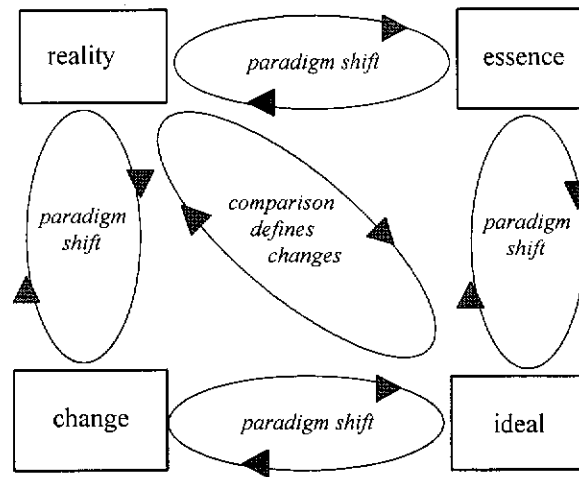 reality
paradigm shift
essence
paradigm
shift
comparison
defines
changes
paradigm
shift
change
paradigm shift
ideal